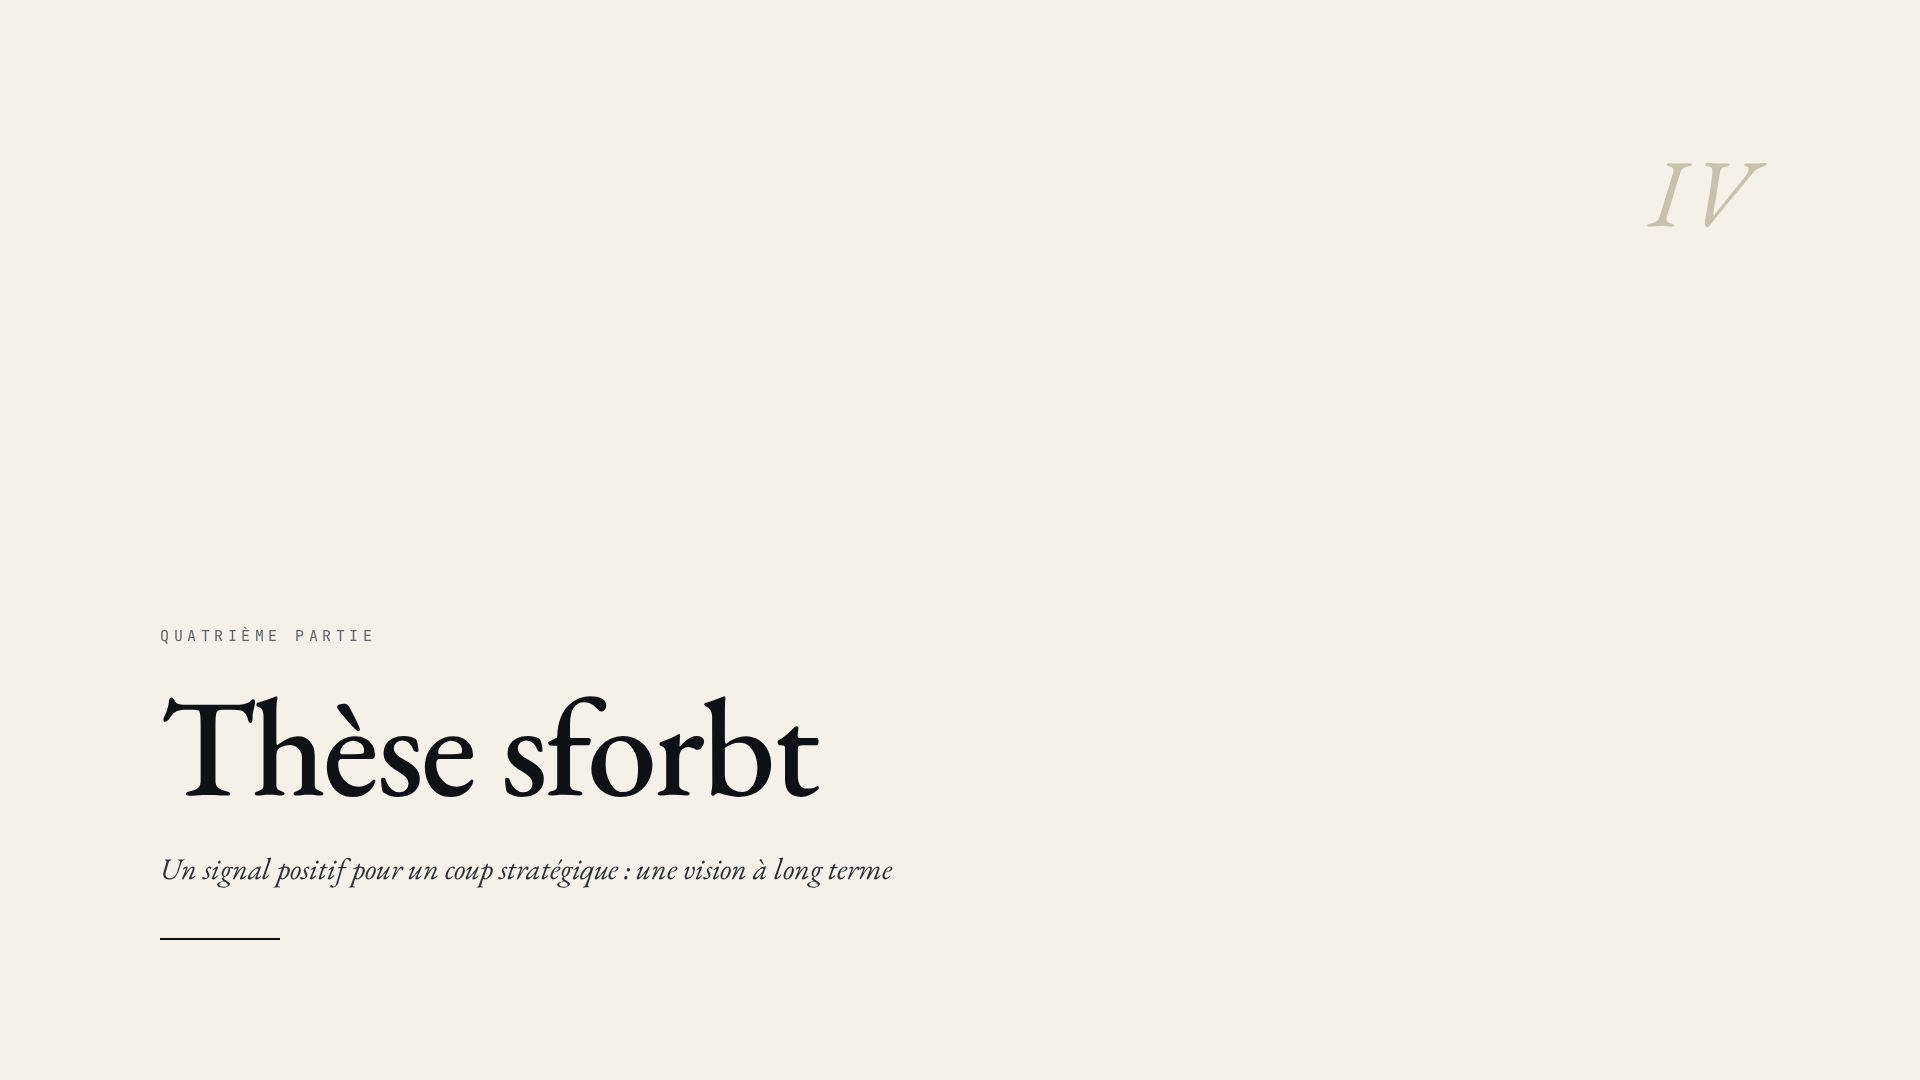 IV
QUATRIÈME PARTIE
Thèse sforbt
Un signal positif pour un coup stratégique : une vision à long terme